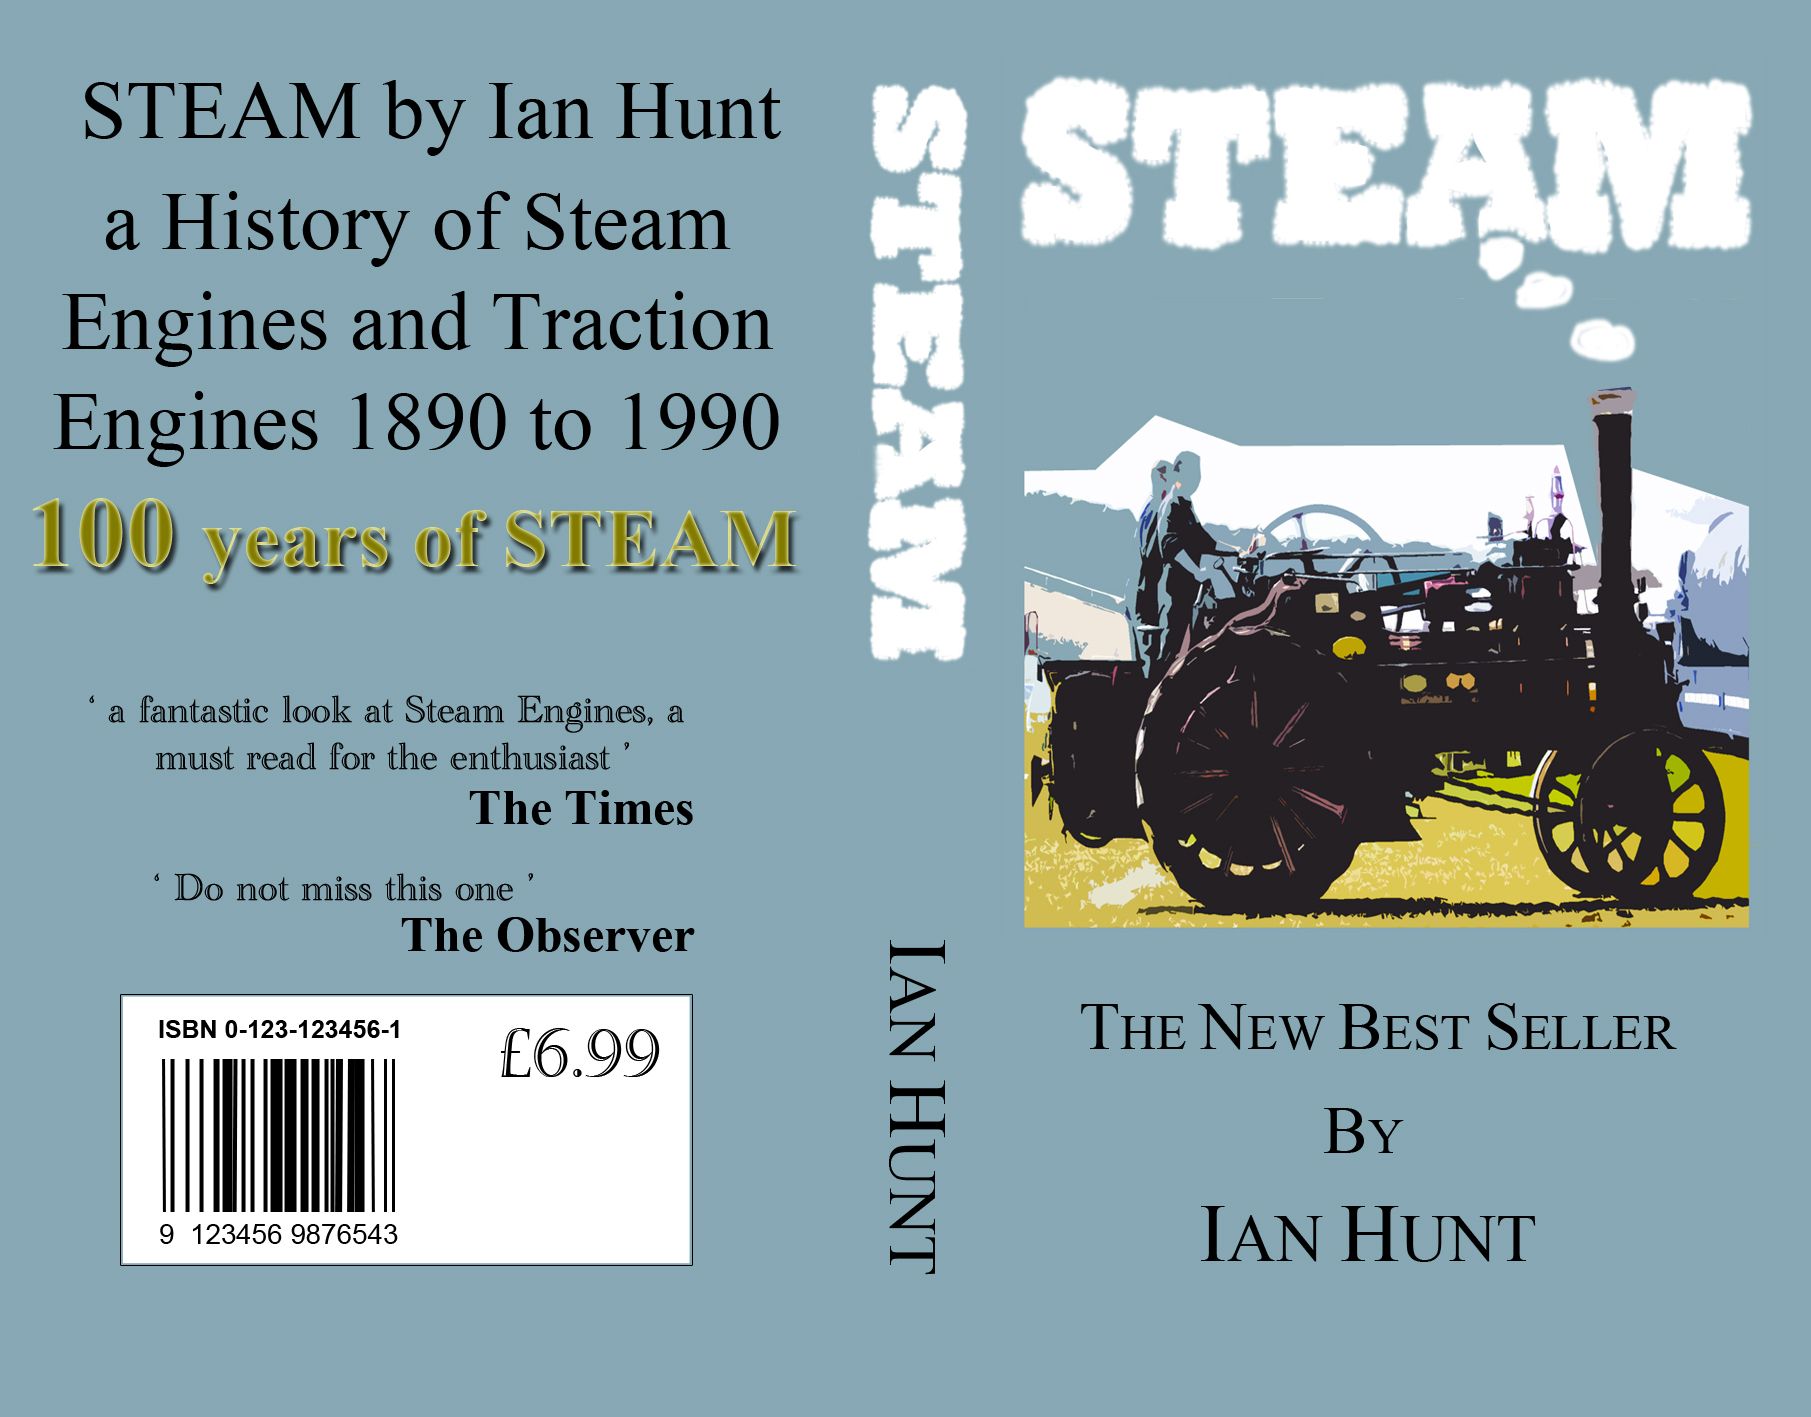 STEAM by Ian Hunt
a History of Steam
Engines and Traction
Engines 1890 to 1990
100 years of STEAM
‘ a fantastic look at Steam Engines, a
must read for the enthusiast ’
The Times
‘ Do not miss this one ’
The Observer
ISBN 0-123-123456-1
£6.99
9 123456 9876543
STEAM
IAN HUNT
STEAM
THE NEW BEST SELLER
BY
IAN HUNT